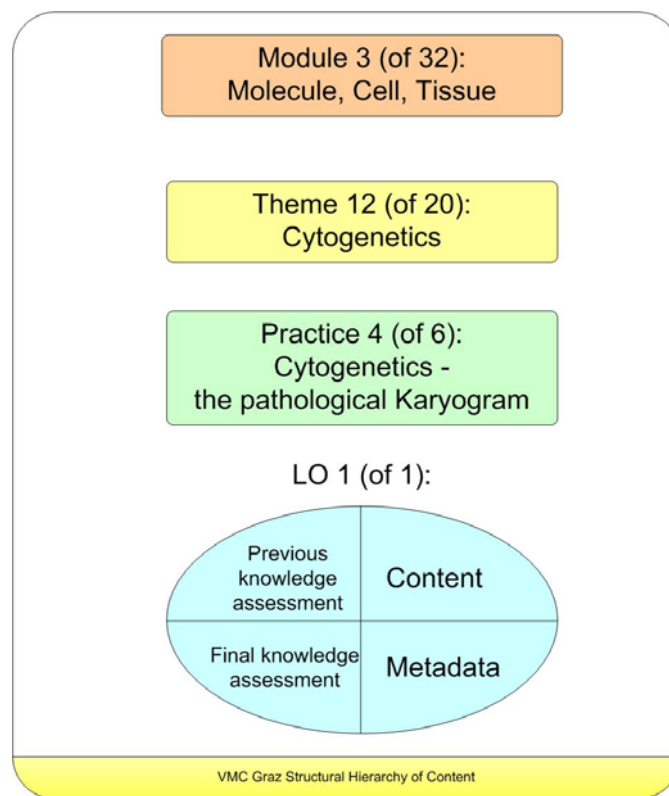 Module 3 (of 32):
Molecule, Cell, Tissue
Theme 12 (of 20):
Cytogenetics
Practice 4 (of 6):
Cytogenetics -
the pathological Karyogram
LO 1 (of 1):
Previous
knowledge
assessment
Content
Final knowledge
assessment
Metadata
VMC Graz Structural Hierarchy of Content